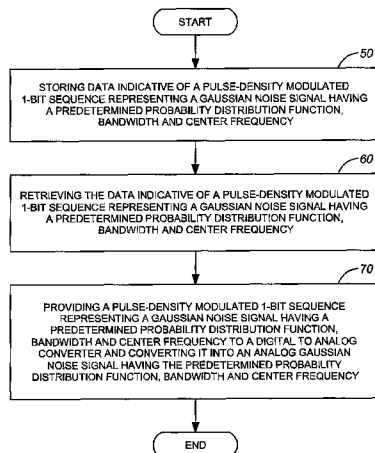 START
50
STORING DATA INDICATIVE OF A PULSE-DENSITY MODULATED
1-BIT SEQUENCE REPRESENTING A GAUSSIAN NOISE SIGNAL HAVING
A PREDETERMINED PROBABILITY DISTRIBUTION FUNCTION,
BANDWIDTH AND CENTER FREQUENCY
60
RETRIEVING THE DATA INDICATIVE OF A PULSE-DENSITY MODULATED
1-BIT SEQUENCE REPRESENTING A GAUSSIAN NOISE SIGNAL HAVING
A PREDETERMINED PROBABILITY DISTRIBUTION FUNCTION,
BANDWIDTH AND CENTER FREQUENCY
70
PROVIDING A PULSE-DENSITY MODULATED 1-BIT SEQUENCE
REPRESENTING A GAUSSIAN NOISE SIGNAL HAVING A
PREDETERMINED PROBABILITY DISTRIBUTION FUNCTION,
BANDWIDTH AND CENTER FREQUENCY TO A DIGITAL TO ANALOG
CONVERTER AND CONVERTING IT INTO AN ANALOG GAUSSIAN
NOISE SIGNAL HAVING THE PREDETERMINED PROBABILITY
DISTRIBUTION FUNCTION, BANDWIDTH AND CENTER FREQUENCY
END